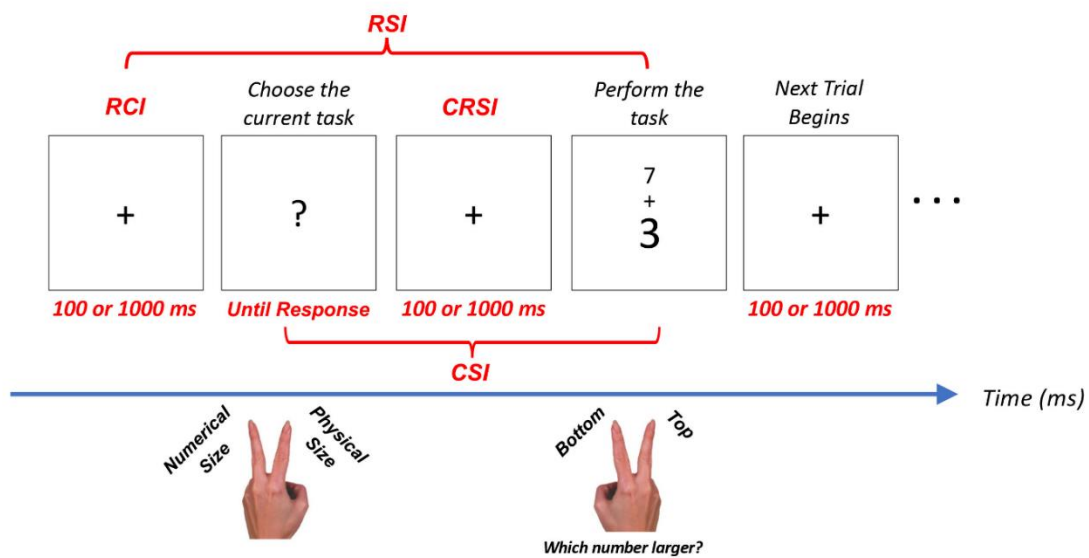 RSI
RCI
Choose the
current task
CRSI
Perform the
task
Next Trial
Begins
+
?
+
7
+
3
+
...
100 or 1000 ms
Until Response
100 or 1000 ms
100 or 1000 ms
CSI
Time (ms)
Numerical
Size
Physical
Size
Bottom
Top
Which number larger?